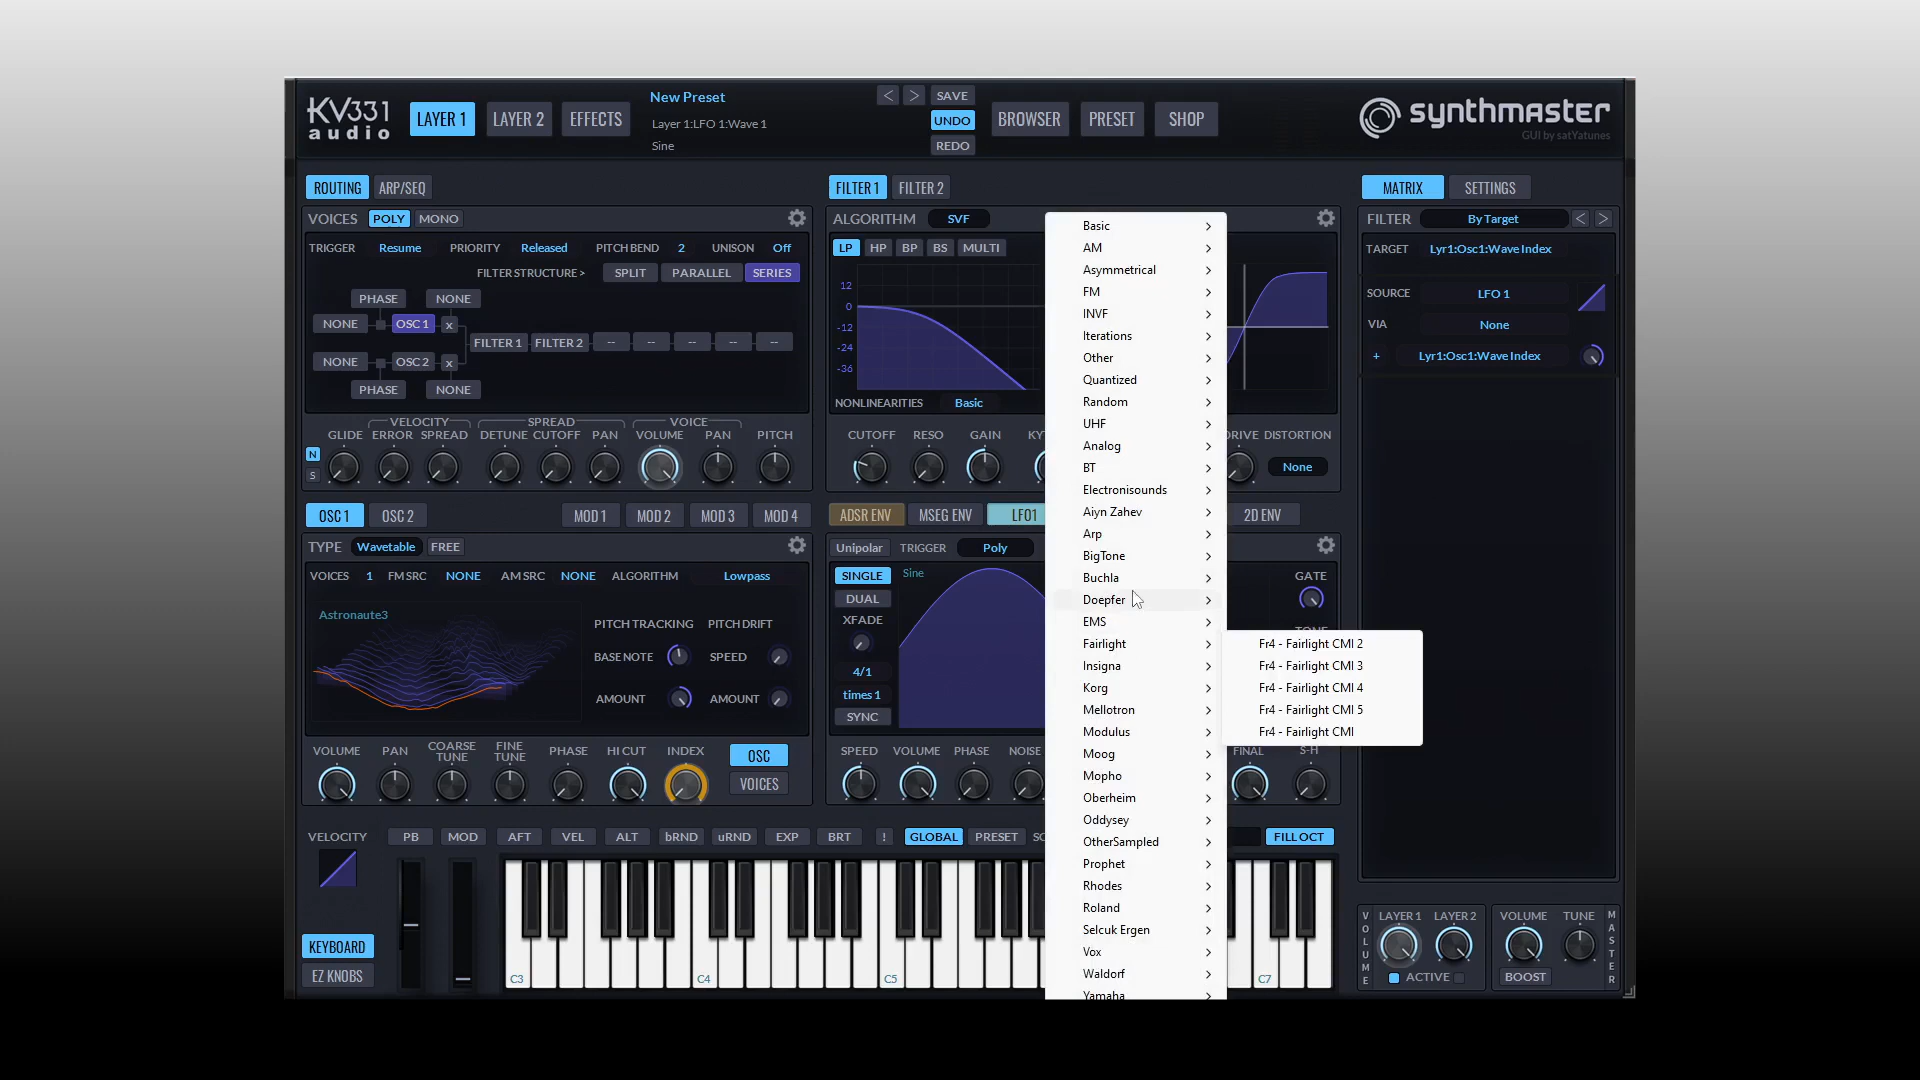 KV331
audio
LAYER 1
LAYER 2
EFFECTS
New Preset
Layer 1:LFO 1:Wave 1
Sine
<
>
SAVE
UNDO
REDO
BROWSER
PRESET
SHOP
synthmaster
GUI by satYatunes
ROUTING
ARP/SEQ
VOICES
POLY
MONO
TRIGGER
Resume
PRIORITY
Released
PITCH BEND
2
UNISON
Off
FILTER STRUCTURE >
SPLIT
PARALLEL
SERIES
PHASE
NONE
NONE
OSC 1
x
FILTER 1
FILTER 2
--
--
--
--
--
NONE
OSC 2
x
PHASE
NONE
VELOCITY
SPREAD
VOICE
GLIDE
ERROR
SPREAD
DETUNE
CUTOFF
PAN
VOLUME
PAN
PITCH
N
S
FILTER 1
FILTER 2
ALGORITHM
SVF
LP
HP
BP
BS
MULTI
12
0
-12
-24
-36
NONLINEARITIES
Basic
CUTOFF
RESO
GAIN
KY
DRIVE
DISTORTION
None
Basic
AM
Asymmetrical
FM
INVF
Iterations
Other
Quantized
Random
UHF
Analog
BT
Electronisounds
Aiyn Zahev
Arp
BigTone
Buchla
Doepfer
EMS
Fairlight
Insigna
Korg
Mellotron
Modulus
Moog
Mopho
Oberheim
Oddysey
OtherSampled
Prophet
Rhodes
Roland
Selcuk Ergen
Vox
Waldorf
Yamaha
Fr4 - Fairlight CMI 2
Fr4 - Fairlight CMI 3
Fr4 - Fairlight CMI 4
Fr4 - Fairlight CMI 5
Fr4 - Fairlight CMI
MATRIX
SETTINGS
FILTER
By Target
<
>
TARGET
Lyr1:Osc1:Wave Index
SOURCE
LFO 1
VIA
None
+
Lyr1:Osc1:Wave Index
OSC 1
OSC 2
MOD 1
MOD 2
MOD 3
MOD 4
TYPE
Wavetable
FREE
VOICES
1
FM SRC
NONE
AM SRC
NONE
ALGORITHM
Lowpass
Astronaute3
PITCH TRACKING
PITCH DRIFT
BASE NOTE
SPEED
AMOUNT
AMOUNT
VOLUME
PAN
COARSE TUNE
FINE TUNE
PHASE
HI CUT
INDEX
OSC
VOICES
ADSR ENV
MSEG ENV
LFO1
2D ENV
Unipolar
TRIGGER
Poly
SINGLE
DUAL
XFADE
4/1
times 1
SYNC
Sine
GATE
SPEED
VOLUME
PHASE
NOISE
FINAL
S-H
VELOCITY
PB
MOD
AFT
VEL
ALT
bRND
uRND
EXP
BRT
!
GLOBAL
PRESET
FILL OCT
KEYBOARD
EZ KNOBS
C3
C4
C5
C7
VOLUME
LAYER 1
LAYER 2
ACTIVE
VOLUME
TUNE
BOOST
MASTER